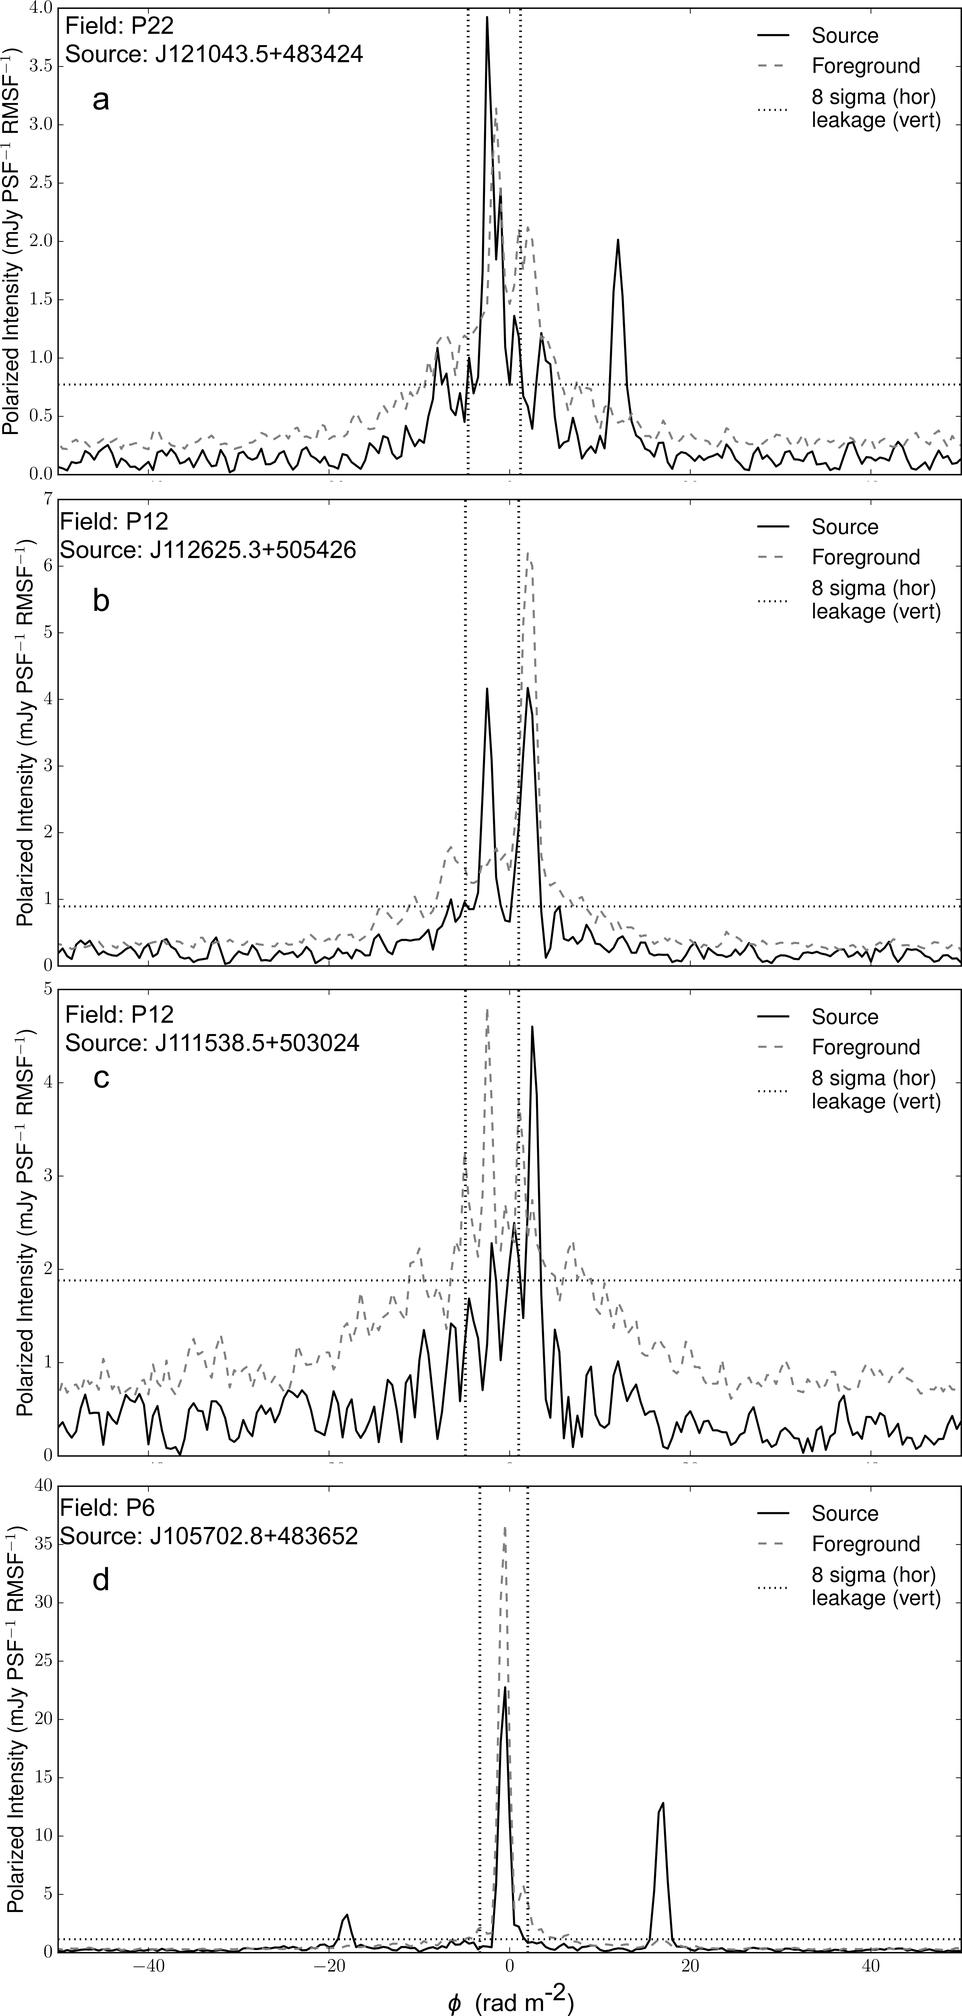 Field: P22
Source: J121043.5+483424
a
Source
Foreground
8 sigma (hor)
leakage (vert)
Polarized Intensity (mJy PSF⁻¹ RMSF⁻¹)
4.0
3.5
3.0
2.5
2.0
1.5
1.0
0.5
0.0
Field: P12
Source: J112625.3+505426
b
Source
Foreground
8 sigma (hor)
leakage (vert)
Polarized Intensity (mJy PSF⁻¹ RMSF⁻¹)
7
6
5
4
3
2
1
0
Field: P12
Source: J111538.5+503024
c
Source
Foreground
8 sigma (hor)
leakage (vert)
Polarized Intensity (mJy PSF⁻¹ RMSF⁻¹)
5
4
3
2
1
0
Field: P6
Source: J105702.8+483652
d
Source
Foreground
8 sigma (hor)
leakage (vert)
Polarized Intensity (mJy PSF⁻¹ RMSF⁻¹)
40
35
30
25
20
15
10
5
0
−40 −20 0 20 40
ϕ (rad m⁻²)